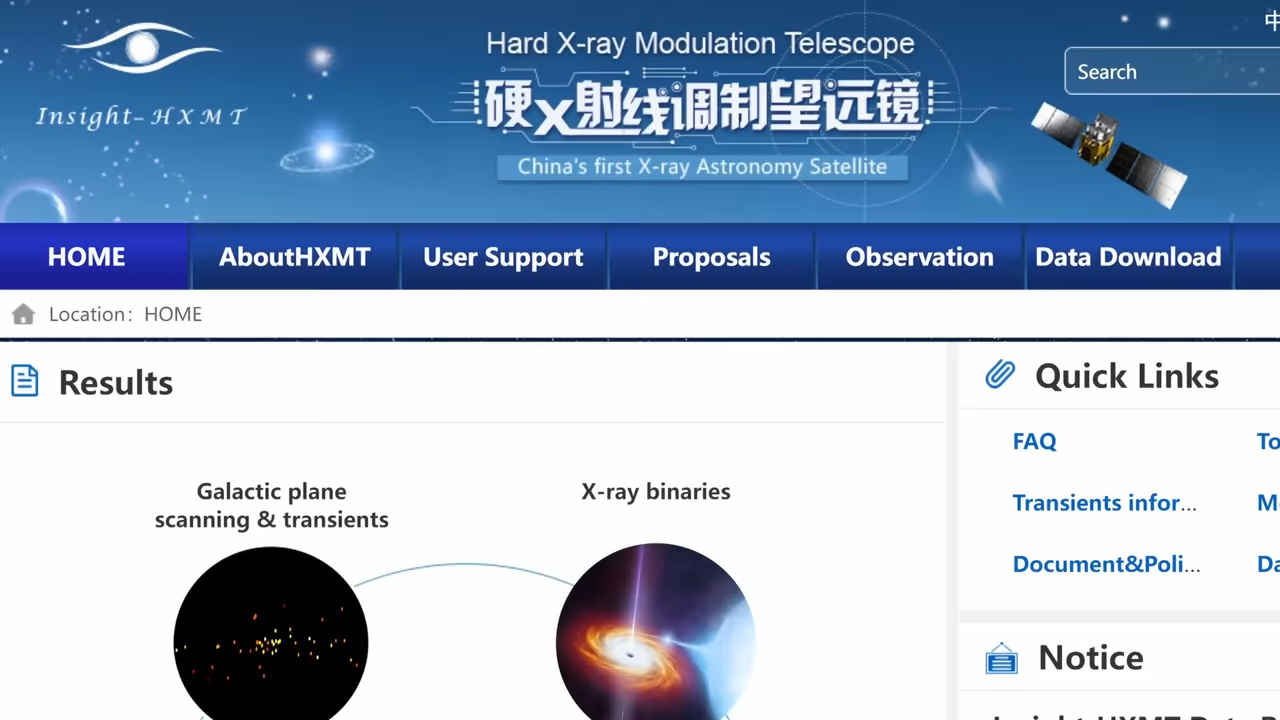 Insight-HXMT
Hard X-ray Modulation Telescope
硬X射线调制望远镜
China's first X-ray Astronomy Satellite
Search
HOME
AboutHXMT
User Support
Proposals
Observation
Data Download
Location: HOME
Results
Galactic plane
scanning & transients
X-ray binaries
Quick Links
FAQ
Transients infor...
Document&Poli...
Notice